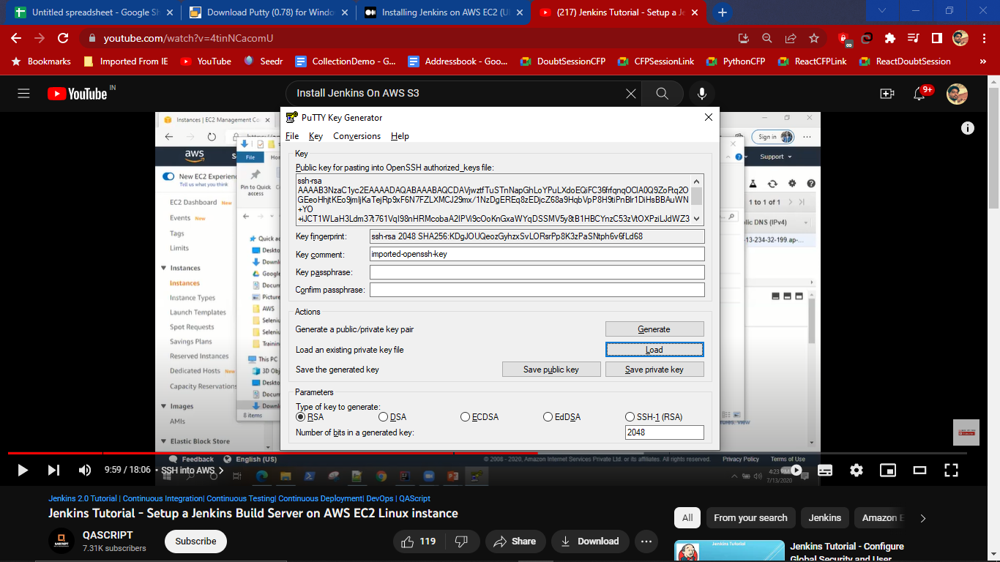 Untitled spreadsheet - Google Sh
Download Putty (0.78) for Windo
Installing Jenkins on AWS EC2 (U
(217) Jenkins Tutorial - Setup a Je
youtube.com/watch?v=4tinNCacomU
Bookmarks
Imported From IE
YouTube
Seedr
CollectionDemo - G...
Addressbook - Goo...
DoubtSessionCFP
CFPSessionLink
PythonCFP
ReactCFPLink
ReactDoubtSession
»
YouTube IN
Install Jenkins On AWS S3
9+
Instances | EC2 Management Co
Sign in
aws
File
Support
New EC2 Experien
Tell us what you think
Pin to Quick
access
EC2 Dashboard New
Events New
Tags
Limits
Instances
Instances
Instance Types
Launch Templates
Spot Requests
Savings Plans
Reserved Instances
Dedicated Hosts New
Capacity Reservations
Images
AMIs
Elastic Block Store
Quick ac
Deskto
Downl
Google
Docum
Picture
AWS
Seleniu
Seleniu
Training
This PC
3D Obj
Deskto
Docum
Downl
8 items
1 to 1 of 1
lic DNS (IPv4)
-13-234-32-199.ap-...
rules. view
PuTTY Key Generator
File Key Conversions Help
Key
Public key for pasting into OpenSSH authorized_keys file:
ssh-rsa
Key fingerprint:
ssh-rsa 2048 SHA256:KDgJOUQeozGyhzxSvLORsrPp8K3zPaSNtph6v6fLd68
Key comment:
imported-openssh-key
Key passphrase:
Confirm passphrase:
Actions
Generate a public/private key pair
Generate
Load an existing private key file
Load
Save the generated key
Save public key
Save private key
Parameters
Type of key to generate:
RSA DSA ECDSA EdDSA SSH-1 (RSA)
Number of bits in a generated key:
2048
Feedback
English (US)
© 2008 - 2020, Amazon Internet Services Private Ltd. or its affiliates. All rights reserved.
Privacy Policy
Terms of Use
9:59 / 18:06 • SSH into AWS
4:23 PM
7/13/2020
Jenkins 2.0 Tutorial | Continuous Integration| Continuous Testing| Continuous Deployment| DevOps | QAScript
Jenkins Tutorial - Setup a Jenkins Build Server on AWS EC2 Linux instance
QASCRIPT
QASCRIPT
7.31K subscribers
Subscribe
119
Share
Download
All
From your search
Jenkins
Amazon E
Jenkins Tutorial
Jenkins Tutorial - Configure
Global Security and User